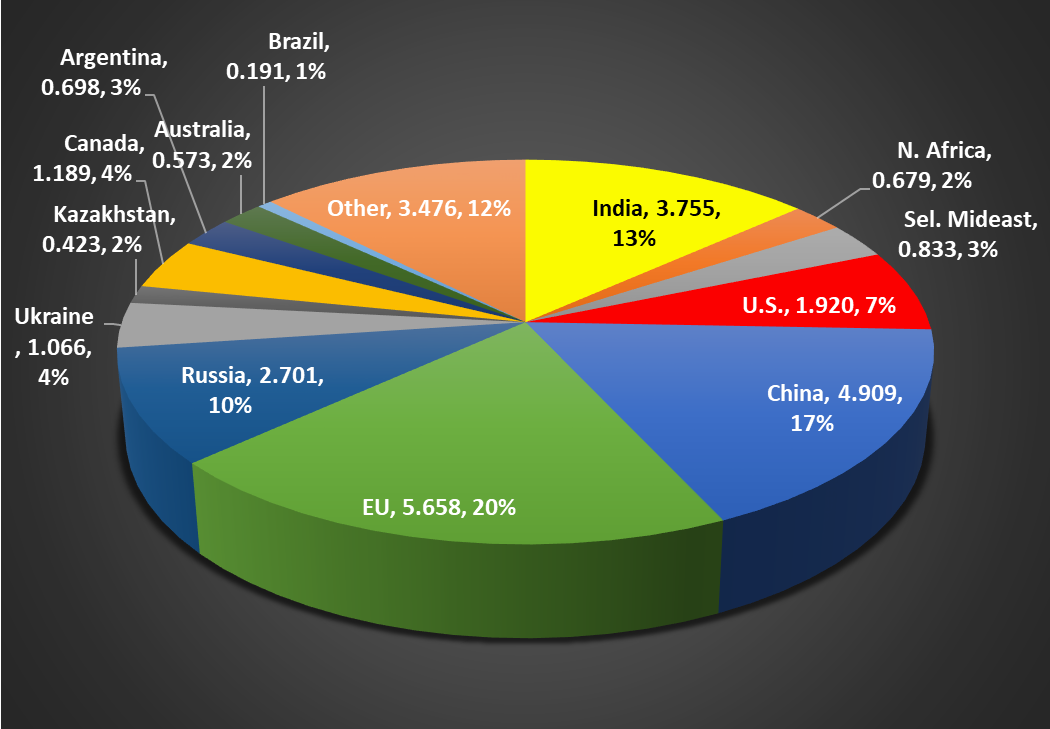 Brazil,
0.191, 1%
Argentina,
0.698, 3%
Australia,
0.573, 2%
Canada,
1.189, 4%
N. Africa,
0.679, 2%
Other, 3.476, 12%
India, 3.755,
13%
Kazakhstan,
0.423, 2%
Sel. Mideast,
0.833, 3%
U.S., 1.920, 7%
Ukraine
, 1.066,
4%
Russia, 2.701,
10%
China, 4.909,
17%
EU, 5.658, 20%